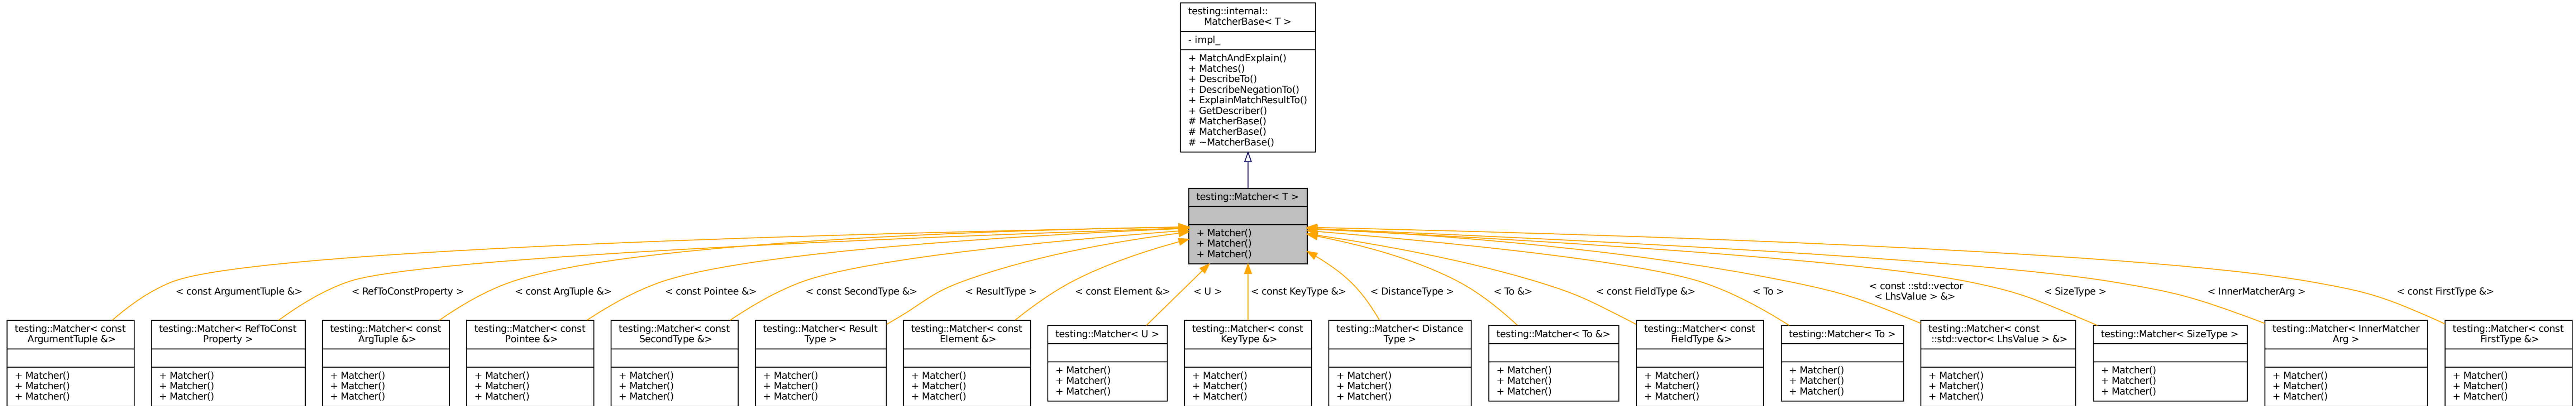 testing::internal::
MatcherBase< T >
- impl_
+ MatchAndExplain()
+ Matches()
+ DescribeTo()
+ DescribeNegationTo()
+ ExplainMatchResultTo()
+ GetDescriber()
# MatcherBase()
# MatcherBase()
# ~MatcherBase()
testing::Matcher< T >
+ Matcher()
+ Matcher()
+ Matcher()
< const ArgumentTuple &>
< RefToConstProperty >
< const ArgTuple &>
< const Pointee &>
< const SecondType &>
< ResultType >
< const Element &>
< U >
< const KeyType &>
< DistanceType >
< To &>
< const FieldType &>
< To >
< const ::std::vector
< LhsValue > &>
< SizeType >
< InnerMatcherArg >
< const FirstType &>
testing::Matcher< const
ArgumentTuple &>
+ Matcher()
+ Matcher()
+ Matcher()
testing::Matcher< RefToConst
Property >
+ Matcher()
+ Matcher()
+ Matcher()
testing::Matcher< const
ArgTuple &>
+ Matcher()
+ Matcher()
+ Matcher()
testing::Matcher< const
Pointee &>
+ Matcher()
+ Matcher()
+ Matcher()
testing::Matcher< const
SecondType &>
+ Matcher()
+ Matcher()
+ Matcher()
testing::Matcher< Result
Type >
+ Matcher()
+ Matcher()
+ Matcher()
testing::Matcher< const
Element &>
+ Matcher()
+ Matcher()
+ Matcher()
testing::Matcher< U >
+ Matcher()
+ Matcher()
+ Matcher()
testing::Matcher< const
KeyType &>
+ Matcher()
+ Matcher()
+ Matcher()
testing::Matcher< Distance
Type >
+ Matcher()
+ Matcher()
+ Matcher()
testing::Matcher< To &>
+ Matcher()
+ Matcher()
+ Matcher()
testing::Matcher< const
FieldType &>
+ Matcher()
+ Matcher()
+ Matcher()
testing::Matcher< To >
+ Matcher()
+ Matcher()
+ Matcher()
testing::Matcher< const
::std::vector< LhsValue > &>
+ Matcher()
+ Matcher()
+ Matcher()
testing::Matcher< SizeType >
+ Matcher()
+ Matcher()
+ Matcher()
testing::Matcher< InnerMatcher
Arg >
+ Matcher()
+ Matcher()
+ Matcher()
testing::Matcher< const
FirstType &>
+ Matcher()
+ Matcher()
+ Matcher()